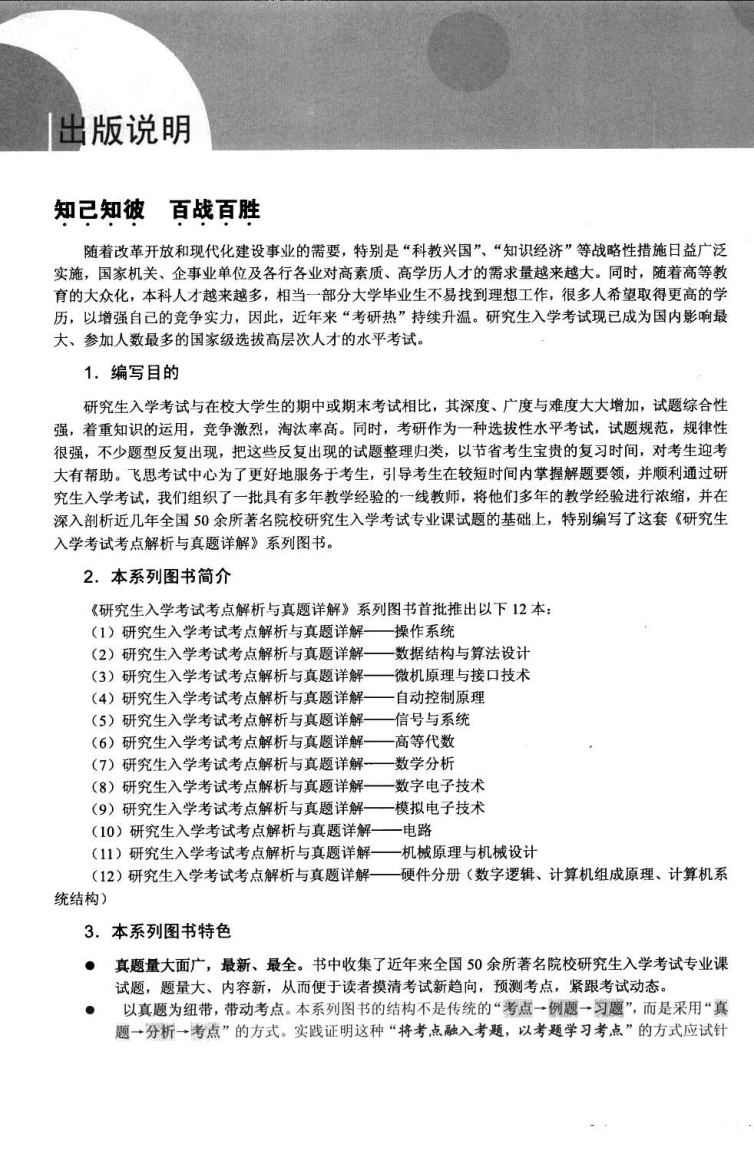 出版说明
知己知彼 百战百胜
随着改革开放和现代化建设事业的需要，特别是“科教兴国”、“知识经济”等战略性措施日益广泛
实施，国家机关、企事业单位及各行各业对高素质、高学历人才的需求量越来越大。同时，随着高等教
育的大众化，本科人才越来越多，相当一部分大学毕业生不易找到理想工作，很多人希望取得更高的学
历，以增强自己的竞争实力，因此，近年来“考研热”持续升温。研究生入学考试现已成为国内影响最
大、参加人数最多的国家级选拔高层次人才的水平考试。
1．编写目的
研究生入学考试与在校大学生的期中或期末考试相比，其深度、广度与难度大大增加，试题综合性
强，着重知识的运用，竞争激烈，淘汰率高。同时，考研作为一种选拔性水平考试，试题规范，规律性
很强，不少题型反复出现，把这些反复出现的试题整理归类，以节省考生宝贵的复习时间，对考生迎考
大有帮助。飞思考试中心为了更好地服务于考生，引导考生在较短时间内掌握解题要领，并顺利通过研
究生入学考试，我们组织了一批具有多年教学经验的一线教师，将他们多年的教学经验进行浓缩，并在
深入剖析近几年全国 50 余所著名院校研究生入学考试专业课试题的基础上，特别编写了这套《研究生
入学考试考点解析与真题详解》系列图书。
2．本系列图书简介
《研究生入学考试考点解析与真题详解》系列图书首批推出以下 12 本：
（1）研究生入学考试考点解析与真题详解——操作系统
（2）研究生入学考试考点解析与真题详解——数据结构与算法设计
（3）研究生入学考试考点解析与真题详解——微机原理与接口技术
（4）研究生入学考试考点解析与真题详解——自动控制原理
（5）研究生入学考试考点解析与真题详解——信号与系统
（6）研究生入学考试考点解析与真题详解——高等代数
（7）研究生入学考试考点解析与真题详解——数学分析
（8）研究生入学考试考点解析与真题详解——数字电子技术
（9）研究生入学考试考点解析与真题详解——模拟电子技术
（10）研究生入学考试考点解析与真题详解——电路
（11）研究生入学考试考点解析与真题详解——机械原理与机械设计
（12）研究生入学考试考点解析与真题详解——硬件分册（数字逻辑、计算机组成原理、计算机系
统结构）
3．本系列图书特色
● 真题量大面广，最新、最全。书中收集了近年来全国 50 余所著名院校研究生入学考试专业课
试题，题量大、内容新，从而便于读者摸清考试新趋向，预测考点，紧跟考试动态。
● 以真题为纽带，带动考点。本系列图书的结构不是传统的“考点→例题→习题”，而是采用“真
题→分析→考点”的方式。实践证明这种“将考点融入考题，以考题学习考点”的方式应试针